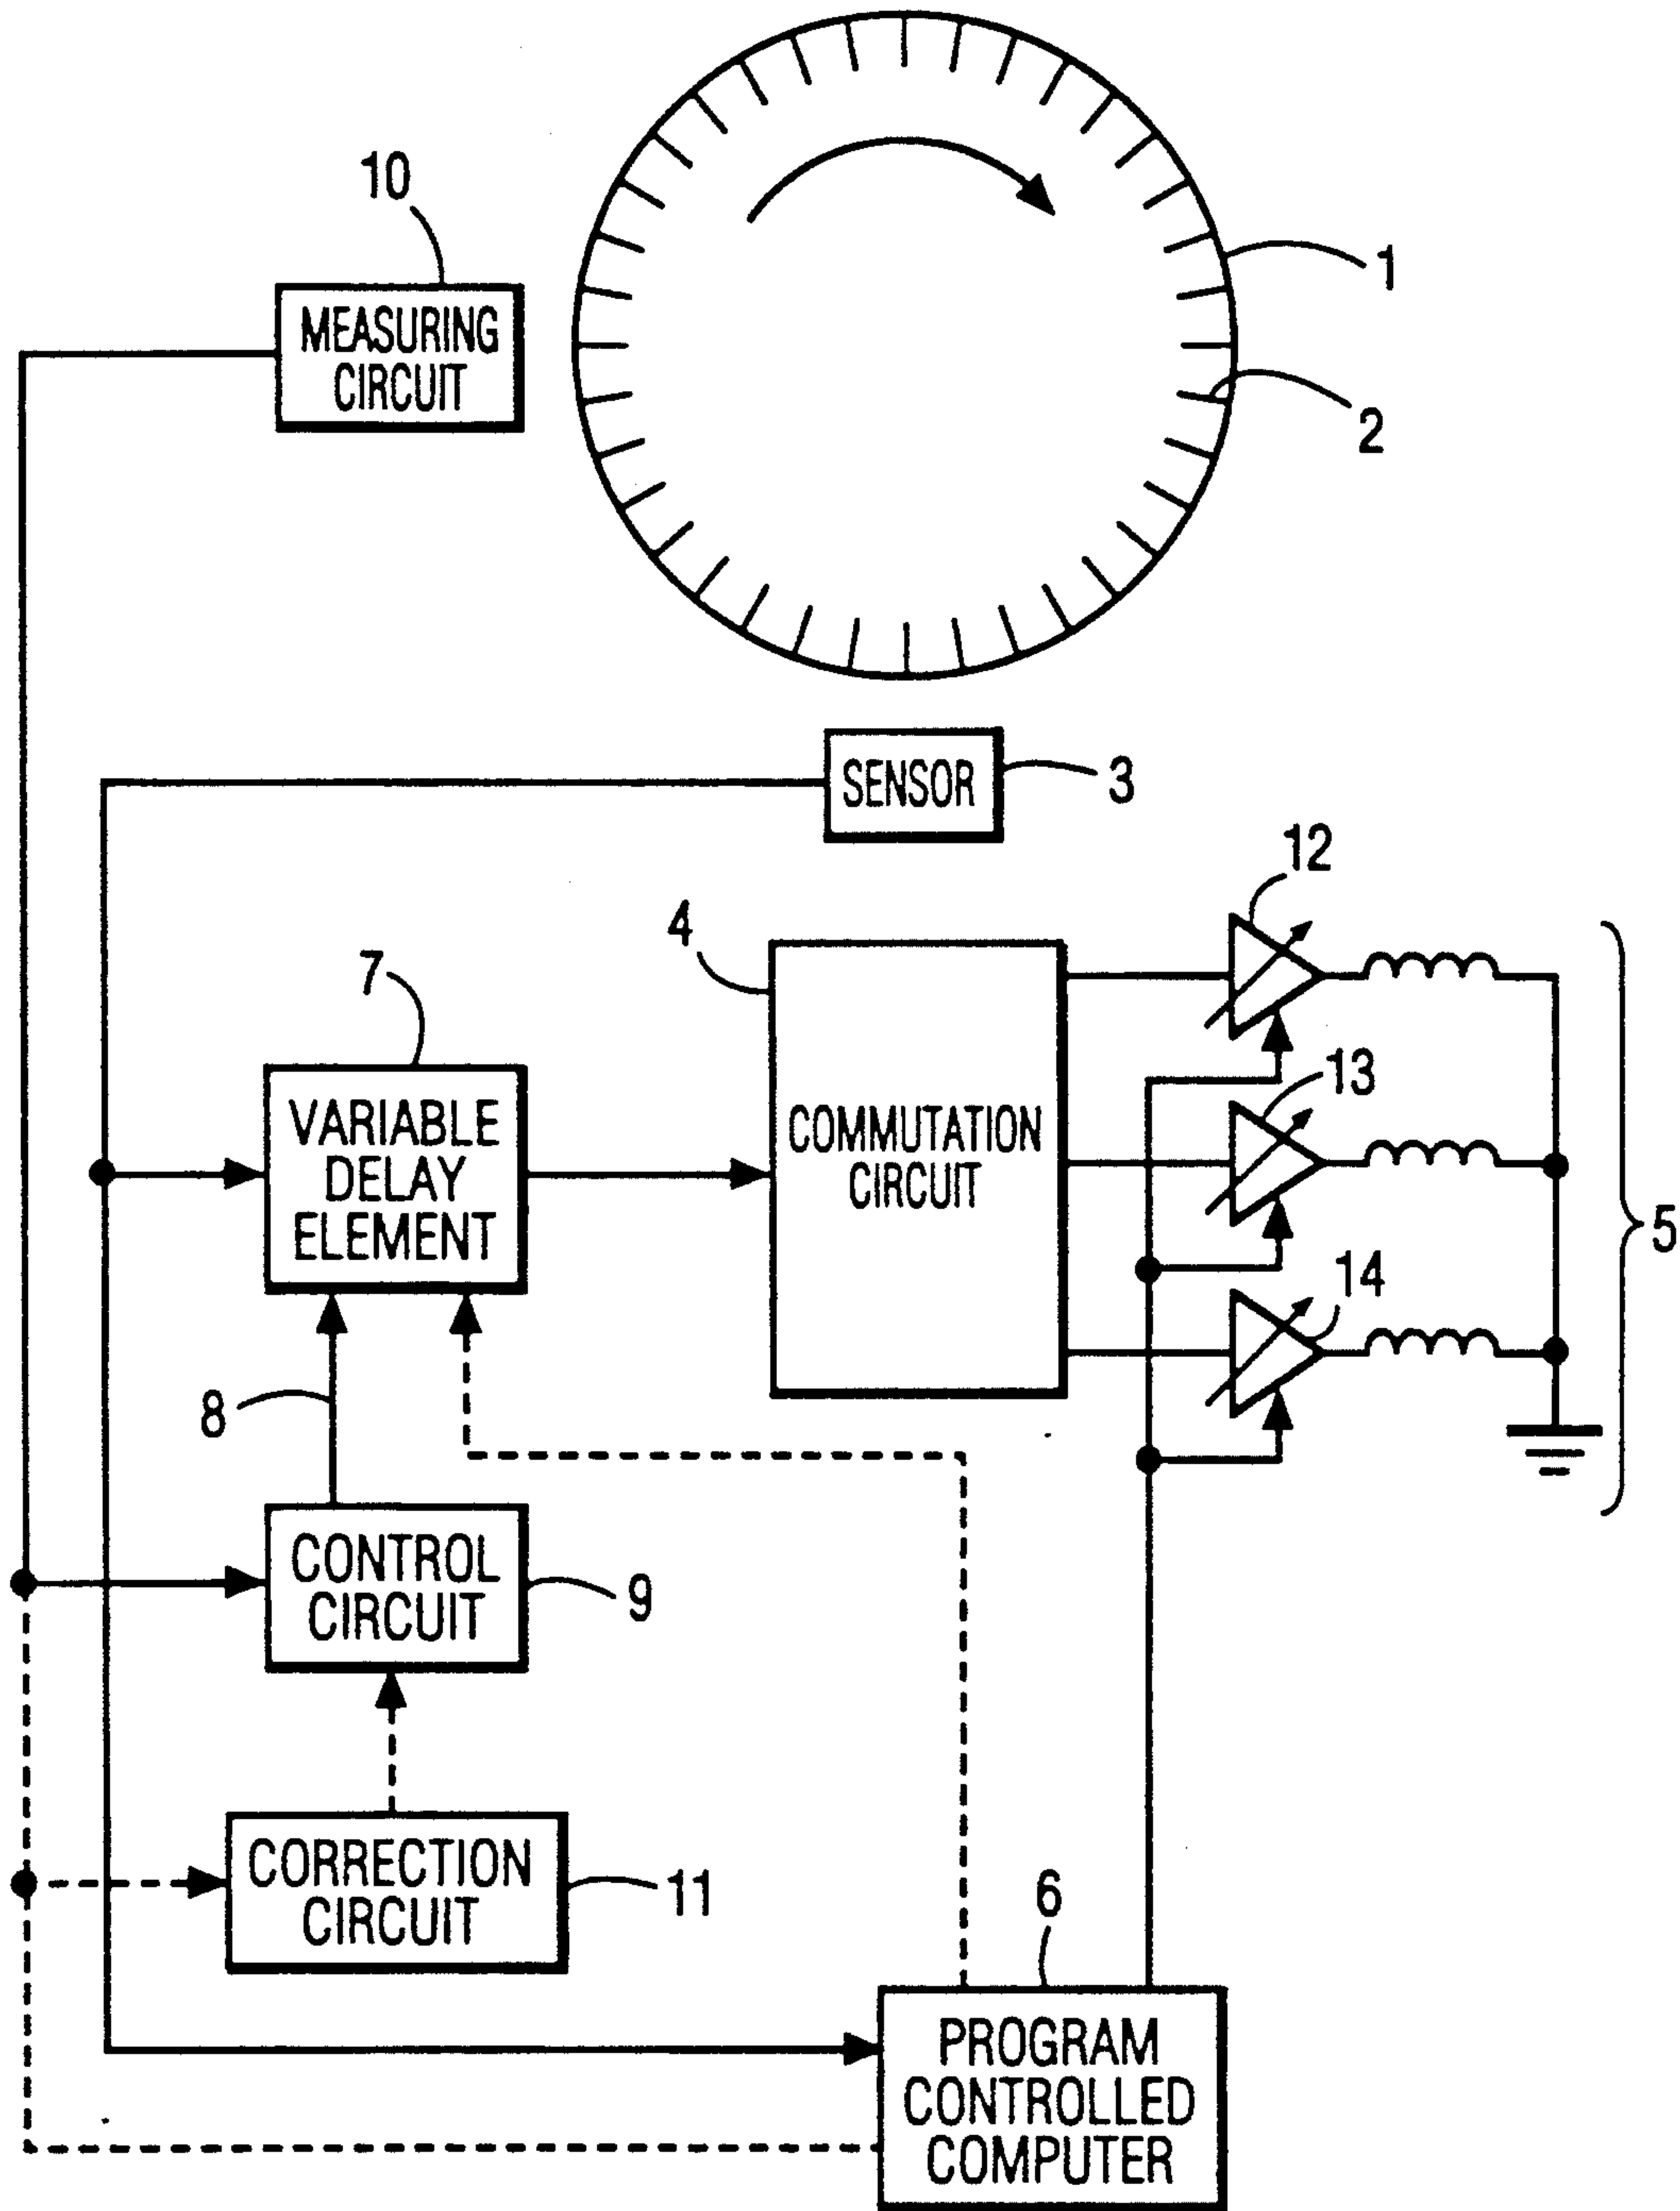 10
MEASURING
CIRCUIT
1
2
SENSOR
3
12
4
7
13
VARIABLE
DELAY
ELEMENT
COMMUTATION
CIRCUIT
5
14
8
CONTROL
CIRCUIT
9
CORRECTION
CIRCUIT
11
6
PROGRAM
CONTROLLED
COMPUTER